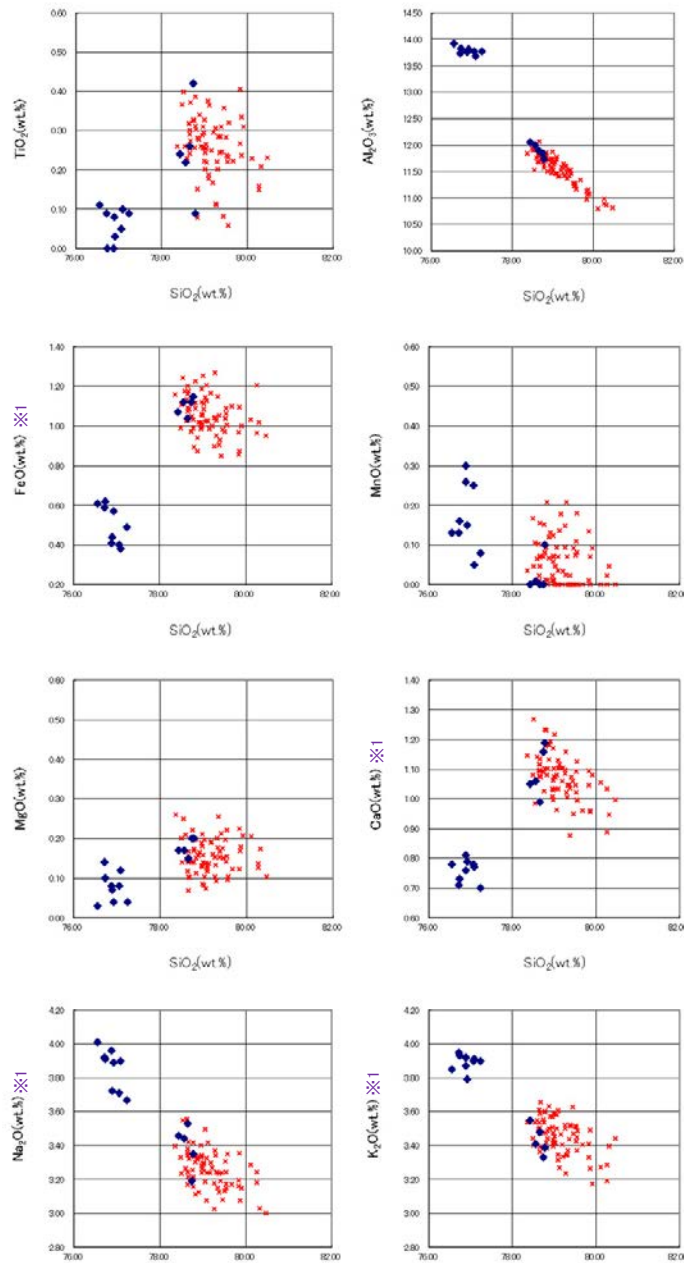 0.60
0.50
0.40
0.30
0.20
0.10
0.00
TiO₂(wt.%)
76.00 78.00 80.00 82.00
SiO₂(wt.%)
14.50
14.00
13.50
13.00
12.50
12.00
11.50
11.00
10.50
10.00
Al₂O₃(wt.%)
76.00 78.00 80.00 82.00
SiO₂(wt.%)
1.40
1.20
1.00
0.80
0.60
0.40
0.20
FeO(wt.%) ※1
76.00 78.00 80.00 82.00
SiO₂(wt.%)
0.60
0.50
0.40
0.30
0.20
0.10
0.00
MnO(wt.%)
76.00 78.00 80.00 82.00
SiO₂(wt.%)
0.60
0.50
0.40
0.30
0.20
0.10
0.00
MgO(wt.%)
76.00 78.00 80.00 82.00
SiO₂(wt.%)
1.40
1.30
1.20
1.10
1.00
0.90
0.80
0.70
0.60
CaO(wt.%) ※1
76.00 78.00 80.00 82.00
SiO₂(wt.%)
4.20
4.00
3.80
3.60
3.40
3.20
3.00
2.80
Na₂O(wt.%) ※1
76.00 78.00 80.00 82.00
4.20
4.00
3.80
3.60
3.40
3.20
3.00
2.80
K₂O(wt.%) ※1
76.00 78.00 80.00 82.00